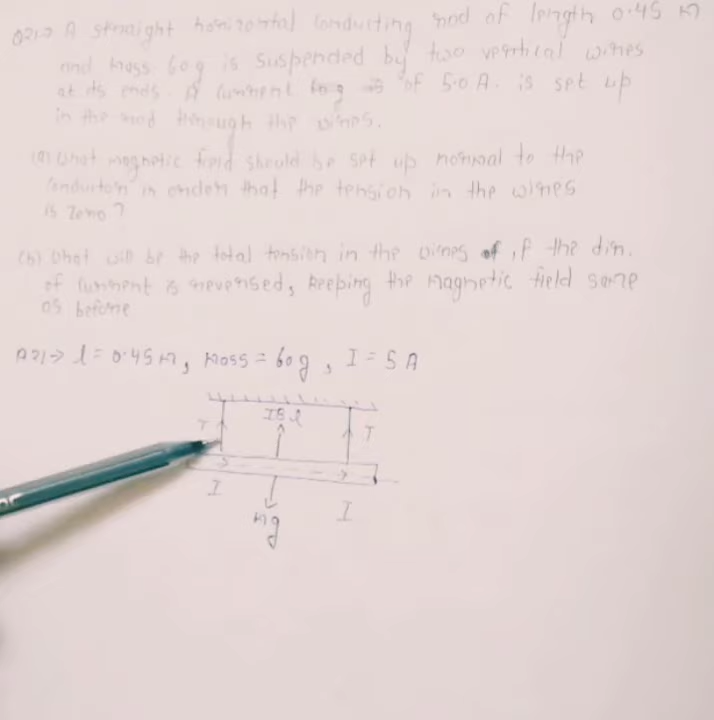 Q21→ A straight horizontal conducting rod of length 0.45 M
and mass 60g is suspended by two vertical wires
at its ends. A current of 5.0 A. is set up
in the rod through the wires.
(a) What magnetic field should be set up normal to the
conductor in order that the tension in the wires
is zero?
(b) What will be the total tension in the wires if the dirn.
of current is reversed, keeping the magnetic field same
as before
A21→ l = 0.45 M, Mass = 60g, I = 5 A
IBl
T T
I I
mg